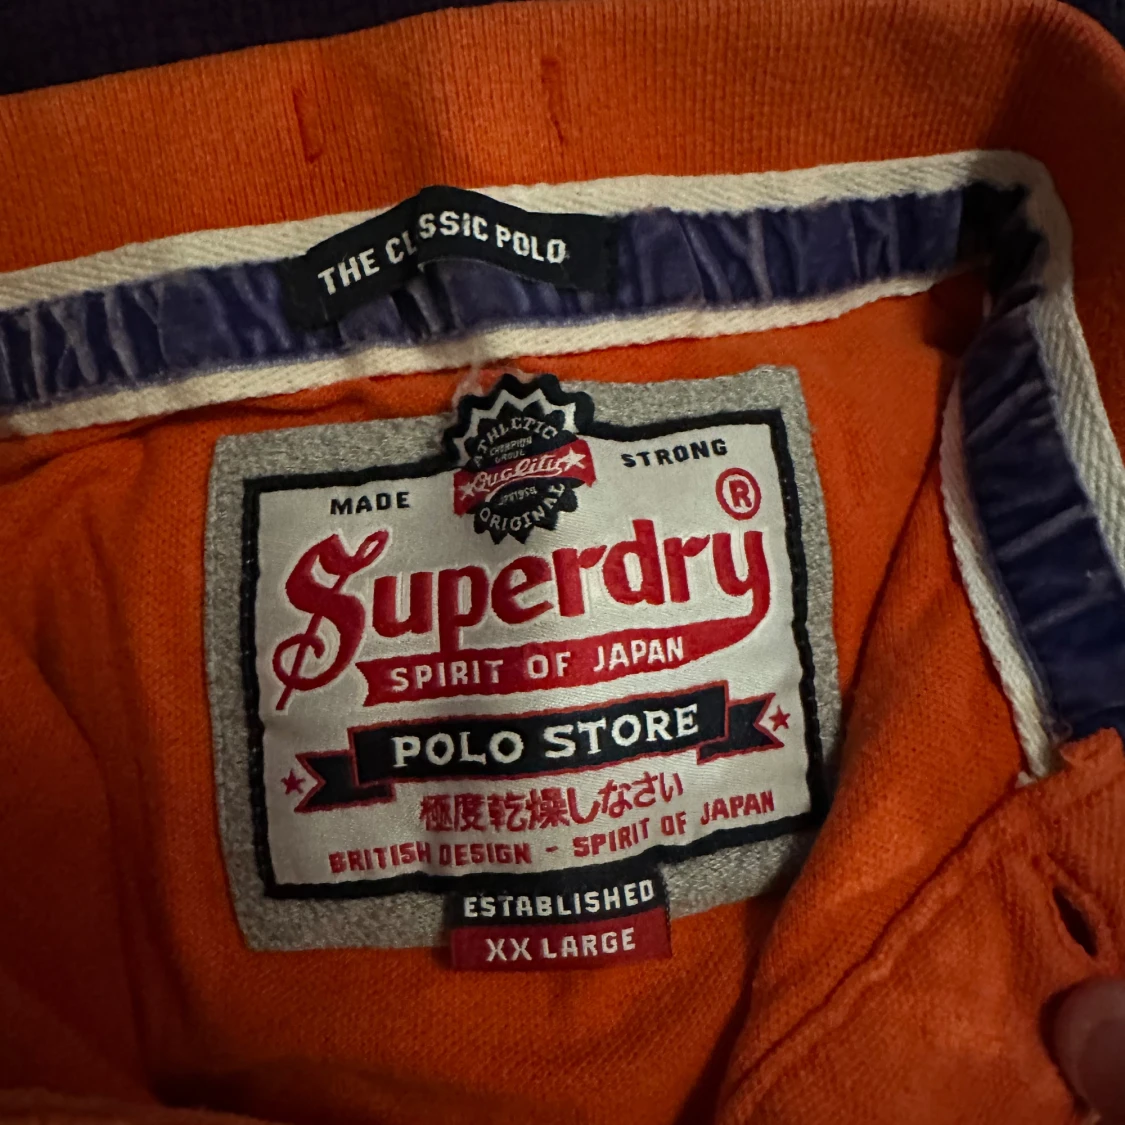 THE CLASSIC POLO
ATHLETIC
CHAMPION
Quality
ORIGINAL
MADE
STRONG
Superdry®
SPIRIT OF JAPAN
POLO STORE
極度乾燥しなさい
BRITISH DESIGN - SPIRIT OF JAPAN
ESTABLISHED
XX LARGE